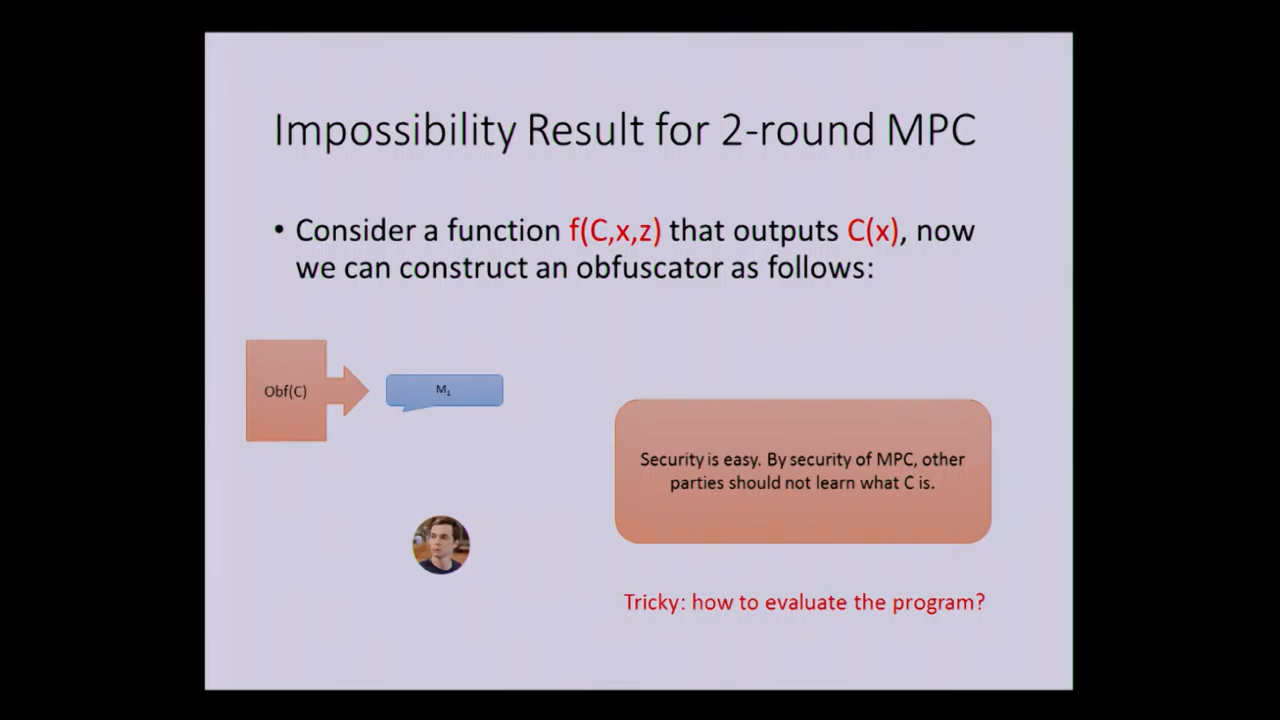 Impossibility Result for 2-round MPC
• Consider a function f(C,x,z) that outputs C(x), now
we can construct an obfuscator as follows:
Obf(C)
M₁
Security is easy. By security of MPC, other
parties should not learn what C is.
Tricky: how to evaluate the program?